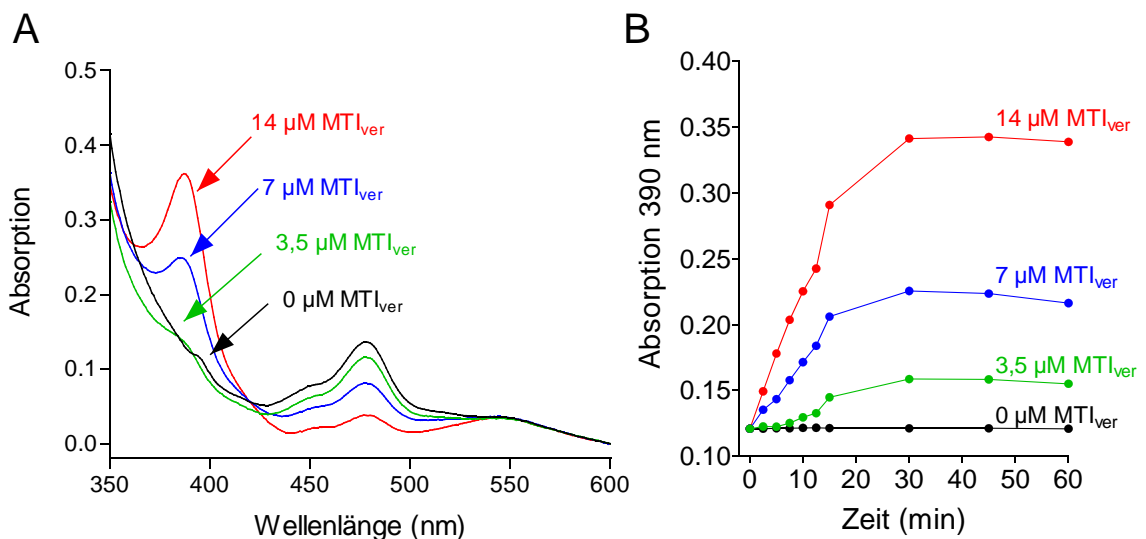 A
0.5
0.4
0.3
0.2
0.1
0.0
Absorption
14 µM MTIver
7 µM MTIver
3,5 µM MTIver
0 µM MTIver
350 400 450 500 550 600
Wellenlänge (nm)
B
0.40
0.35
0.30
0.25
0.20
0.15
0.10
Absorption 390 nm
14 µM MTIver
7 µM MTIver
3,5 µM MTIver
0 µM MTIver
0 10 20 30 40 50 60
Zeit (min)